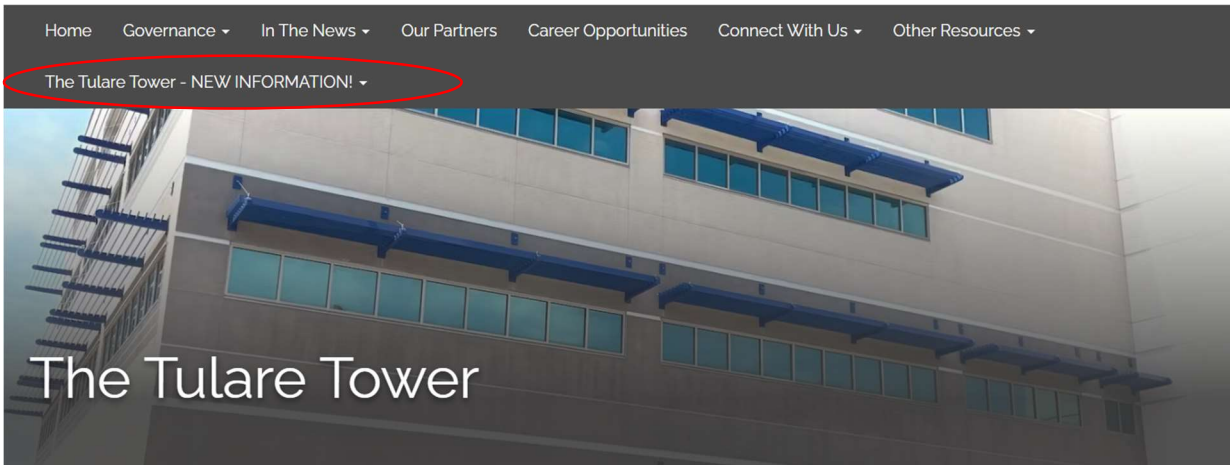 Home Governance In The News Our Partners Career Opportunities Connect With Us Other Resources
The Tulare Tower - NEW INFORMATION!
The Tulare Tower